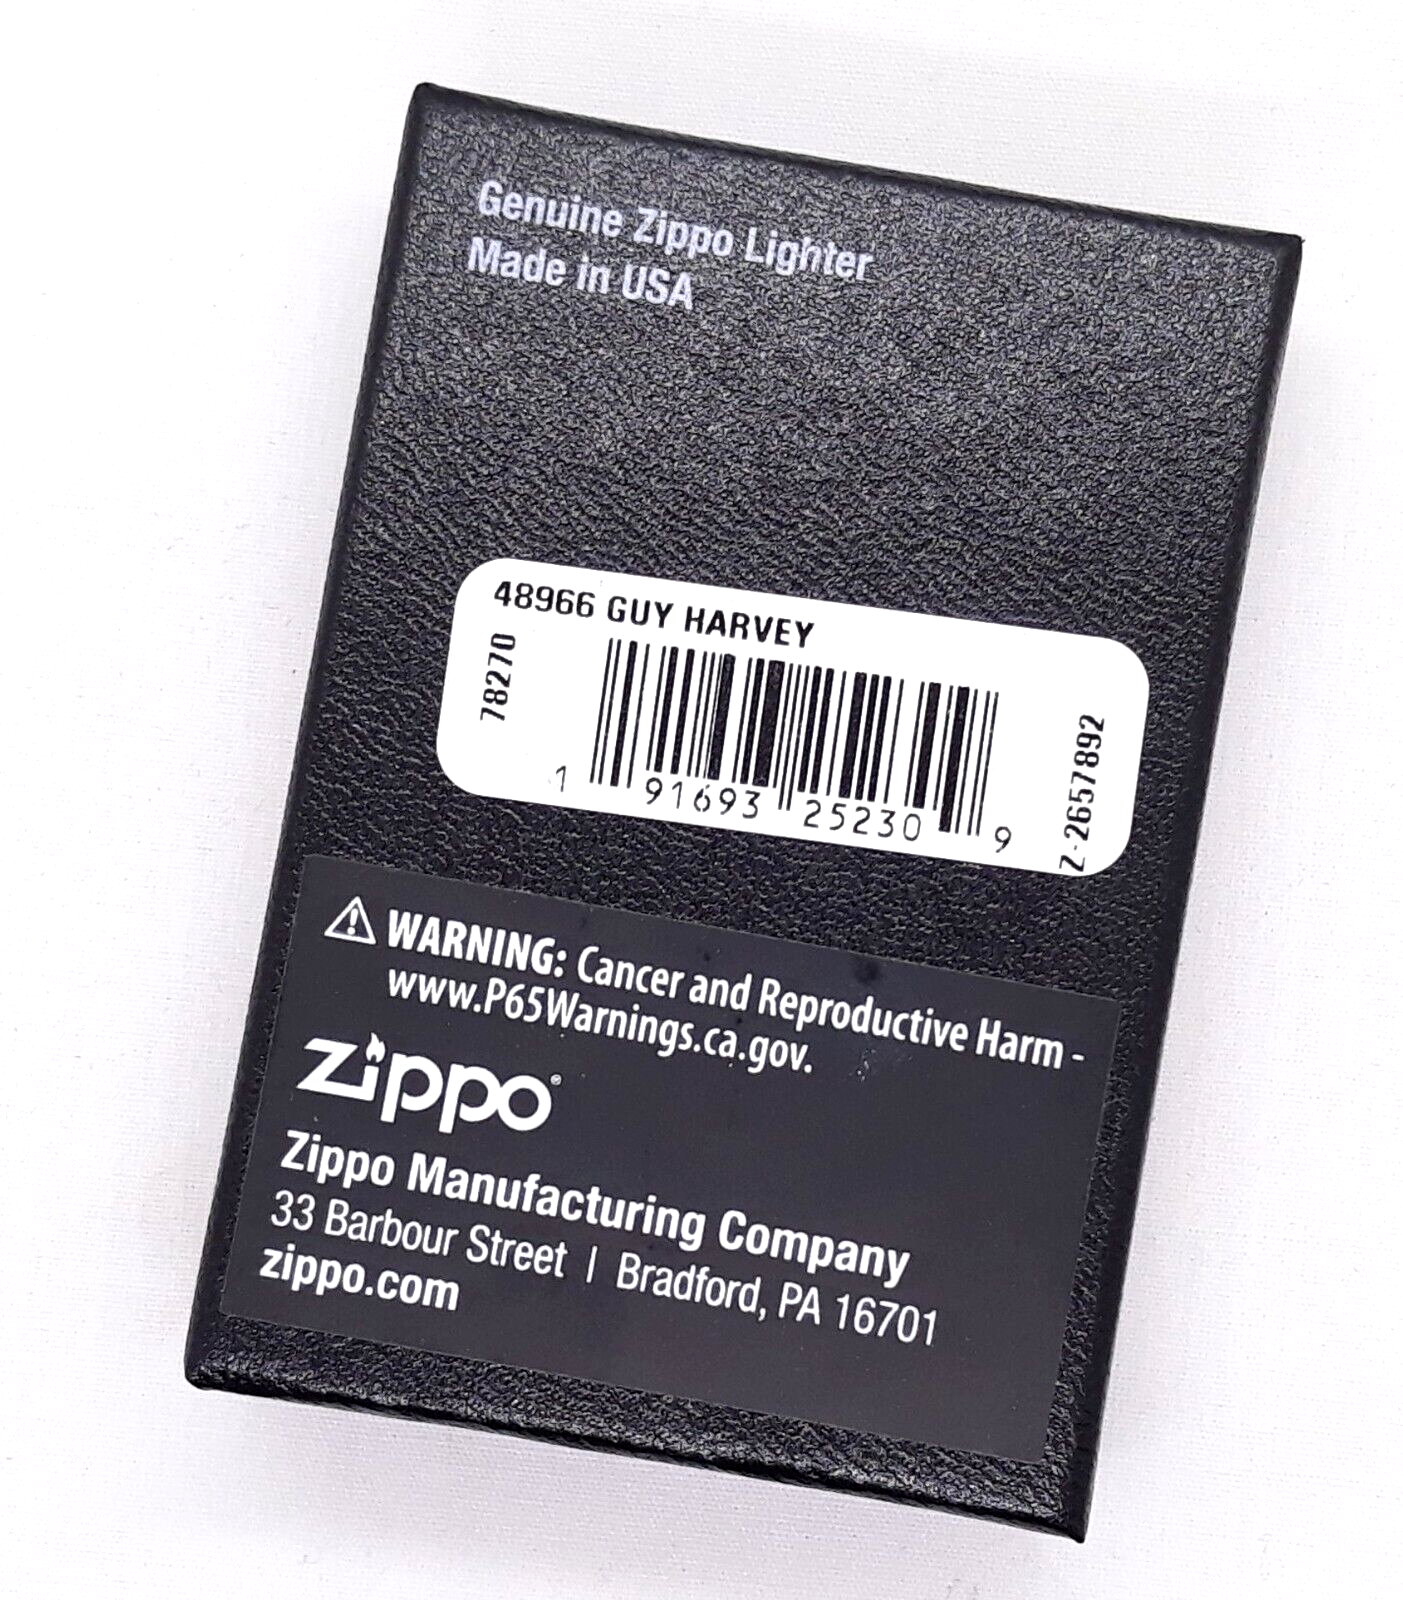 Genuine Zippo Lighter
Made in USA
48966 GUY HARVEY
78270
1 91693 25230 9
Z-2657892
WARNING: Cancer and Reproductive Harm -
www.P65Warnings.ca.gov.
zippo®
Zippo Manufacturing Company
33 Barbour Street | Bradford, PA 16701
zippo.com